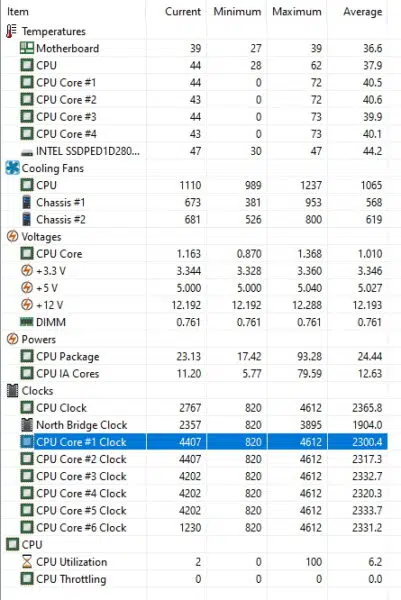 Item Current Minimum Maximum Average
Temperatures
Motherboard 39 27 39 36.6
CPU 44 28 62 37.9
CPU Core #1 44 0 72 40.5
CPU Core #2 43 0 72 40.6
CPU Core #3 44 0 73 39.9
CPU Core #4 43 0 73 40.1
INTEL SSDPED1D280... 47 30 47 44.2
Cooling Fans
CPU 1110 989 1237 1065
Chassis #1 673 381 953 568
Chassis #2 681 526 800 619
Voltages
CPU Core 1.163 0.870 1.368 1.010
+3.3 V 3.344 3.328 3.360 3.346
+5 V 5.000 5.000 5.040 5.027
+12 V 12.192 12.192 12.288 12.193
DIMM 0.761 0.761 0.761 0.761
Powers
CPU Package 23.13 17.42 93.28 24.44
CPU IA Cores 11.20 5.77 79.59 12.63
Clocks
CPU Clock 2767 820 4612 2365.8
North Bridge Clock 2357 820 3895 1904.0
CPU Core #1 Clock 4407 820 4612 2300.4
CPU Core #2 Clock 4407 820 4612 2317.3
CPU Core #3 Clock 4202 820 4612 2332.7
CPU Core #4 Clock 4202 820 4612 2320.3
CPU Core #5 Clock 4202 820 4612 2333.7
CPU Core #6 Clock 1230 820 4612 2331.2
CPU
CPU Utilization 2 0 100 6.2
CPU Throttling 0 0 0 0.0